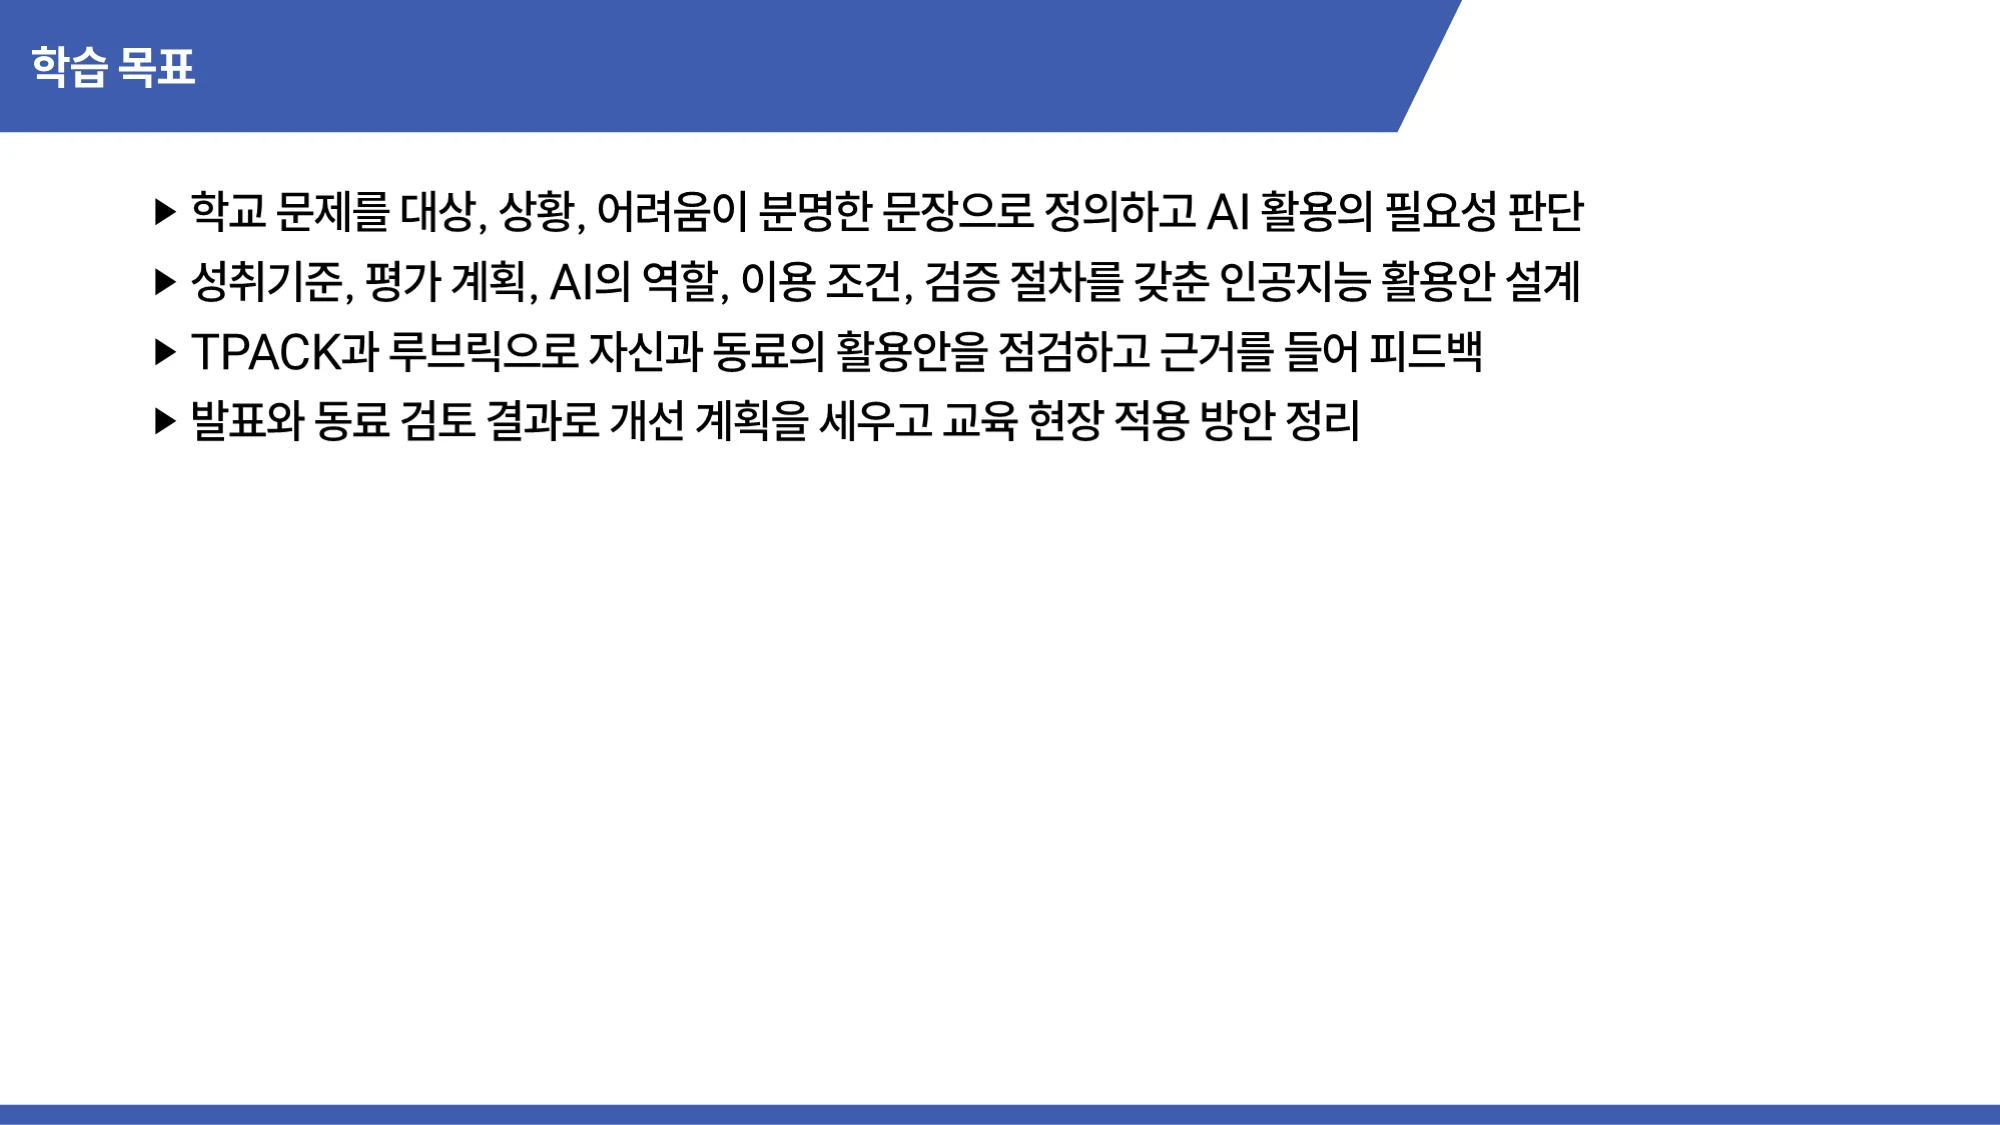 학습 목표
▶ 학교 문제를 대상, 상황, 어려움이 분명한 문장으로 정의하고 AI 활용의 필요성 판단
▶ 성취기준, 평가 계획, AI의 역할, 이용 조건, 검증 절차를 갖춘 인공지능 활용안 설계
▶ TPACK과 루브릭으로 자신과 동료의 활용안을 점검하고 근거를 들어 피드백
▶ 발표와 동료 검토 결과로 개선 계획을 세우고 교육 현장 적용 방안 정리